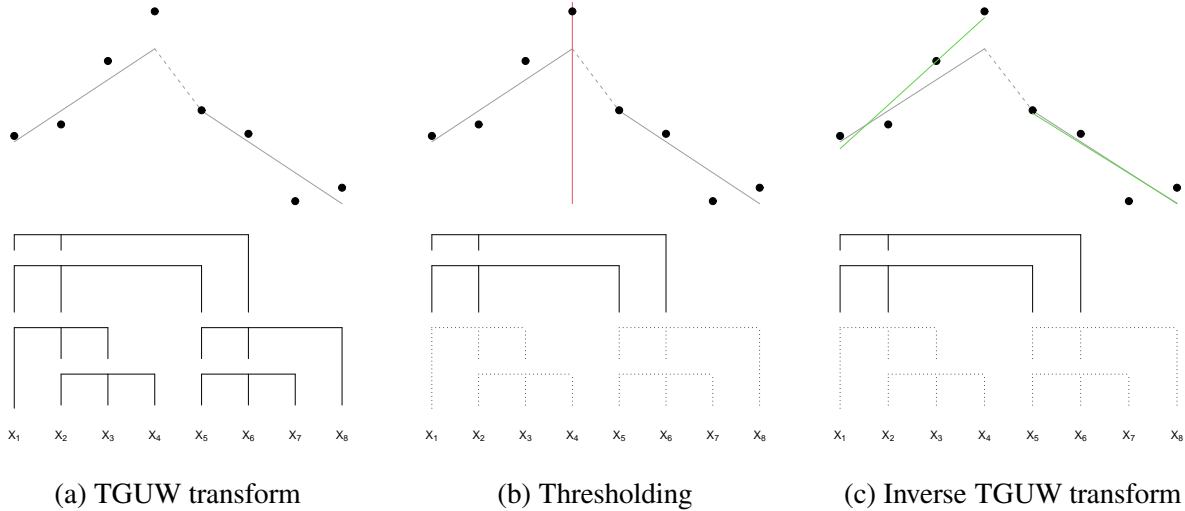 X₁ X₂ X₃ X₄ X₅ X₆ X₇ X₈ X₁ X₂ X₃ X₄ X₅ X₆ X₇ X₈ X₁ X₂ X₃ X₄ X₅ X₆ X₇ X₈
(a) TGUW transform (b) Thresholding (c) Inverse TGUW transform